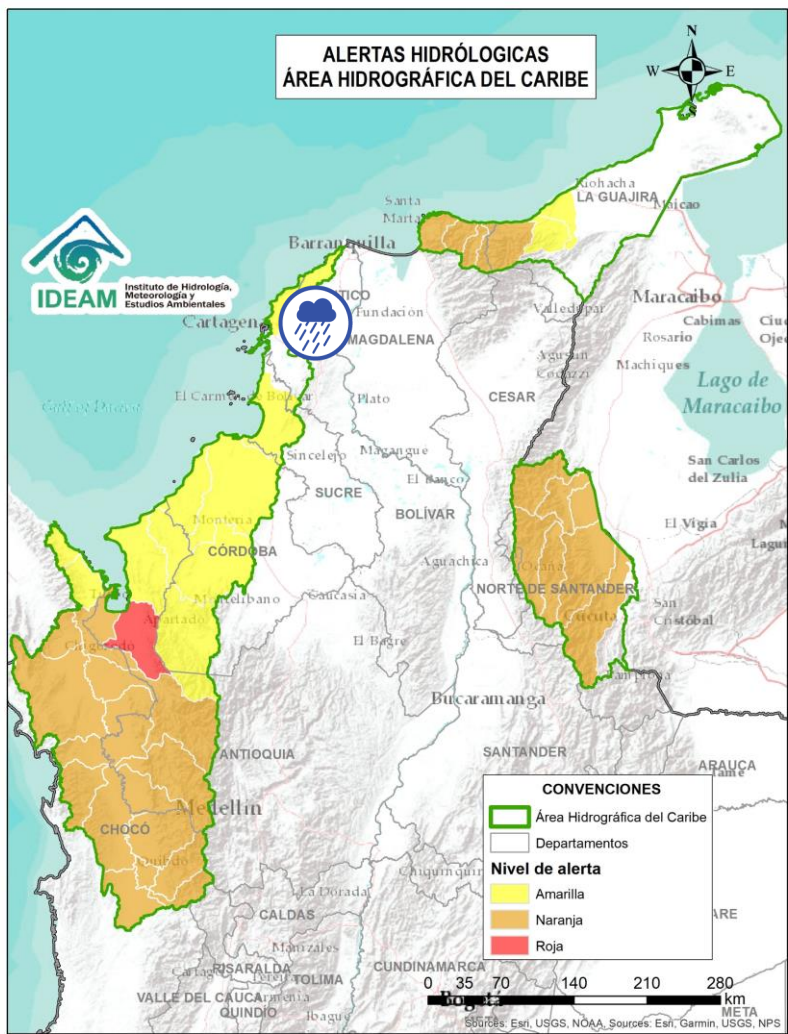 ALERTAS HIDRÓLOGICAS
ÁREA HIDROGRÁFICA DEL CARIBE
N
W E
S
Riohacha
LA GUAJIRA
Maicao
Santa
Marta
Barranquilla
IDEAM
Instituto de Hidrología,
Meteorología y
Estudios Ambientales
Maracaibo
Fundación
Valledupar
Cabimas
MAGDALENA
Rosario
Machiques
Agustín
Codazzi
CESAR
Lago de
Maracaibo
El Carmen de Bolívar
Plato
Sincelejo
Magangue
San Carlos
del Zulia
El Banco
SUCRE
BOLÍVAR
Montería
El Vigía
CÓRDOBA
Aguachica
Ocaña
Montelíbano
Caucasia
NORTE DE SANTANDER
Apartado
Cúcuta
San
Cristóbal
Chigorodó
El Bagre
Bucaramanga
ANTIOQUIA
SANTANDER
ARAUCA
Medellín
CHOCÓ
Quibdó
La Dorada
CALDAS
Manizales
RISARALDA
TOLIMA
CUNDINAMARCA
VALLE DEL CAUCA
Armenia
QUINDÍO
Ibague
Bogotá
META
META
CONVENCIONES
Área Hidrográfica del Caribe
Departamentos
Nivel de alerta
Amarilla
Naranja
Roja
0 35 70 140 210 280
km
Sources: Esri, USGS, NOAA, Sources: Esri, Garmin, USGS, NPS